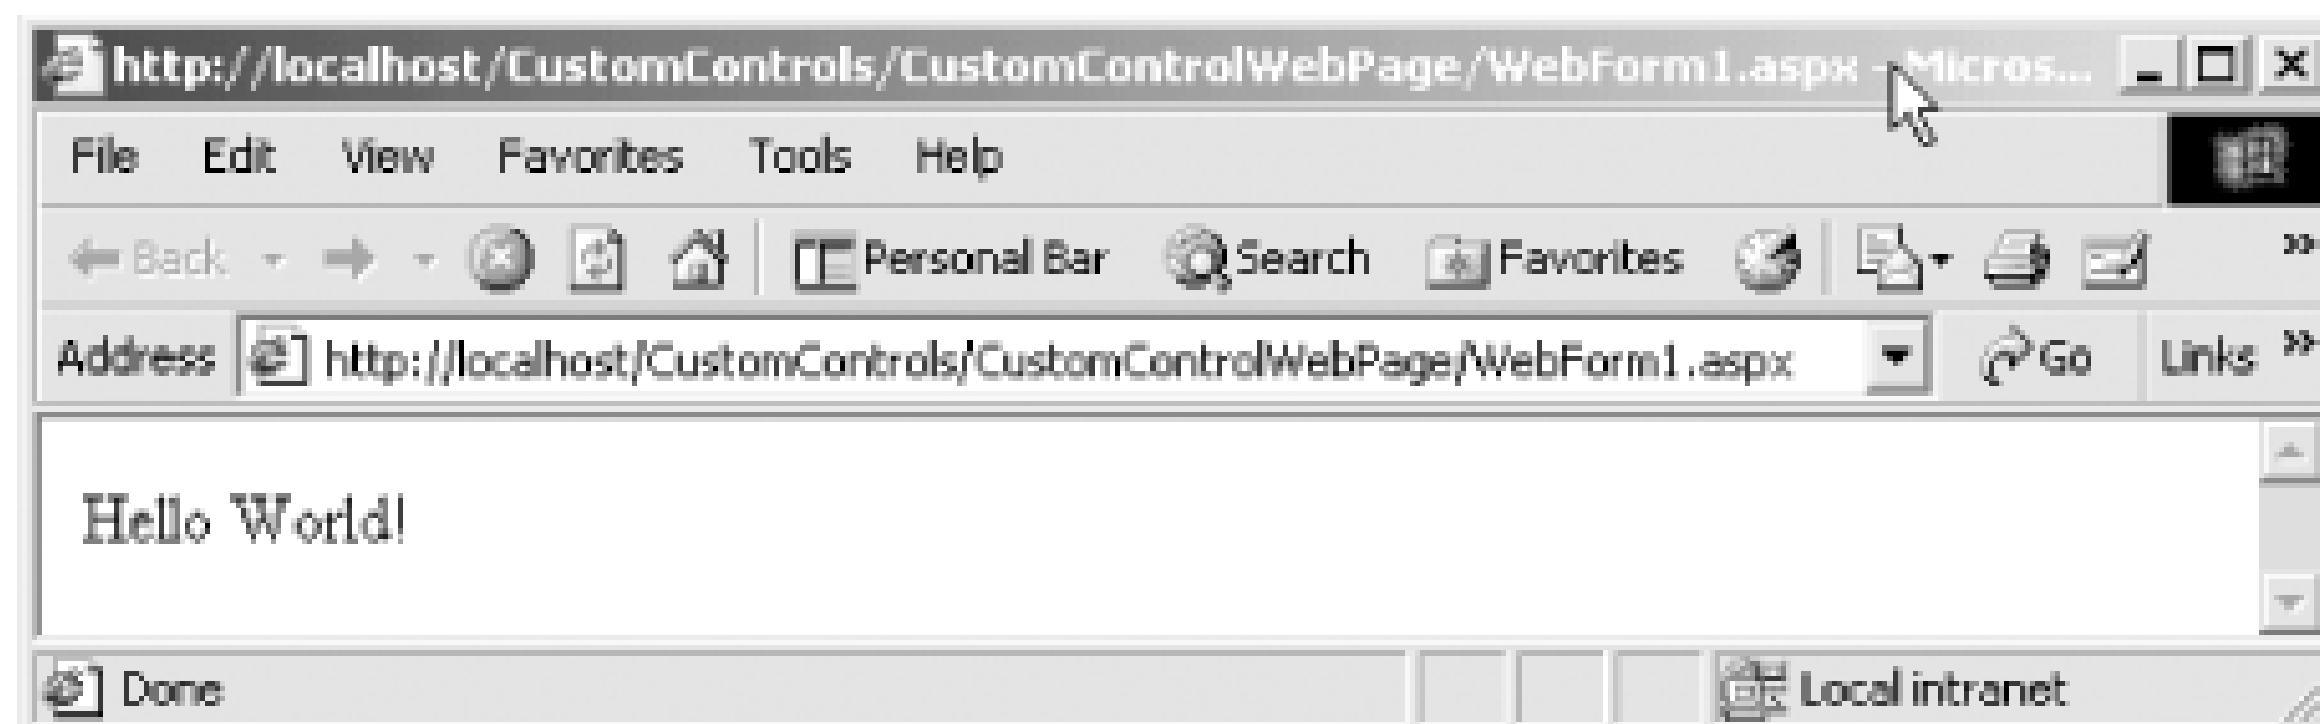 http://localhost/CustomControls/CustomControlWebPage/WebForm1.aspx - Micros...
File Edit View Favorites Tools Help
Back Personal Bar Search Favorites »
Address http://localhost/CustomControls/CustomControlWebPage/WebForm1.aspx Go Links »
Hello World!
Done Local intranet